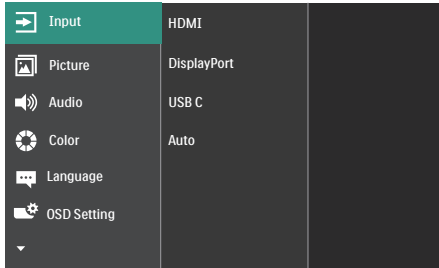 Input
HDMI
Picture
DisplayPort
Audio
USB C
Color
Auto
Language
OSD Setting